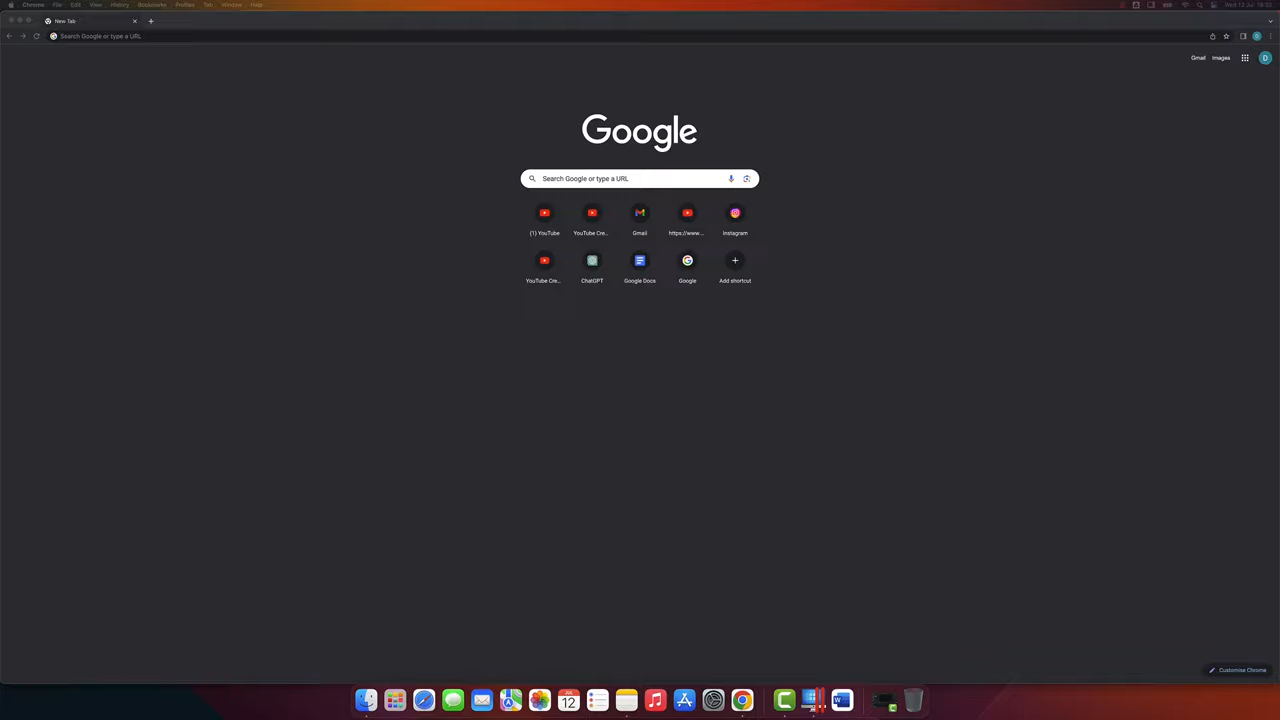 Chrome File Edit View History Bookmarks Profiles Tab Window Help
New Tab
Search Google or type a URL
Gmail Images
D
Google
Search Google or type a URL
(1) YouTube YouTube Cre... Gmail https://www... Instagram
YouTube Cre... ChatGPT Google Docs Google Add shortcut
Customise Chrome
JUL
12
W